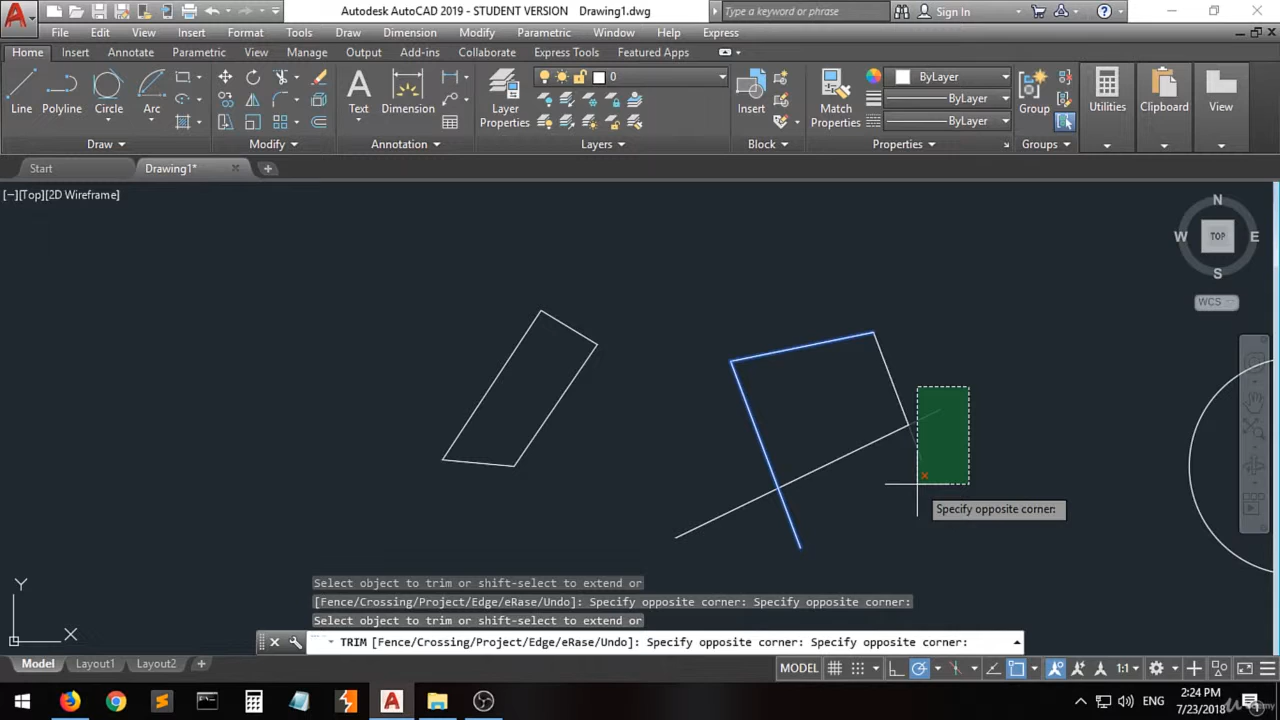 Autodesk AutoCAD 2019 - STUDENT VERSION Drawing1.dwg
Type a keyword or phrase
Sign In
File Edit View Insert Format Tools Draw Dimension Modify Parametric Window Help Express
Home Insert Annotate Parametric View Manage Output Add-ins Collaborate Express Tools Featured Apps
0
ByLayer
ByLayer
ByLayer
Line Polyline Circle Arc
Text Dimension
Layer Properties
Insert
Match Properties
Group
Utilities Clipboard View
Draw Modify Annotation Layers Block Properties Groups
Start Drawing1*
[−][Top][2D Wireframe]
N
W TOP E
S
WCS
Specify opposite corner:
Y
X
Select object to trim or shift-select to extend or
[Fence/Crossing/Project/Edge/eRase/Undo]: Specify opposite corner: Specify opposite corner:
Select object to trim or shift-select to extend or
TRIM [Fence/Crossing/Project/Edge/eRase/Undo]: Specify opposite corner: Specify opposite corner:
Model Layout1 Layout2
MODEL 1:1
ENG
2:24 PM
7/23/2018